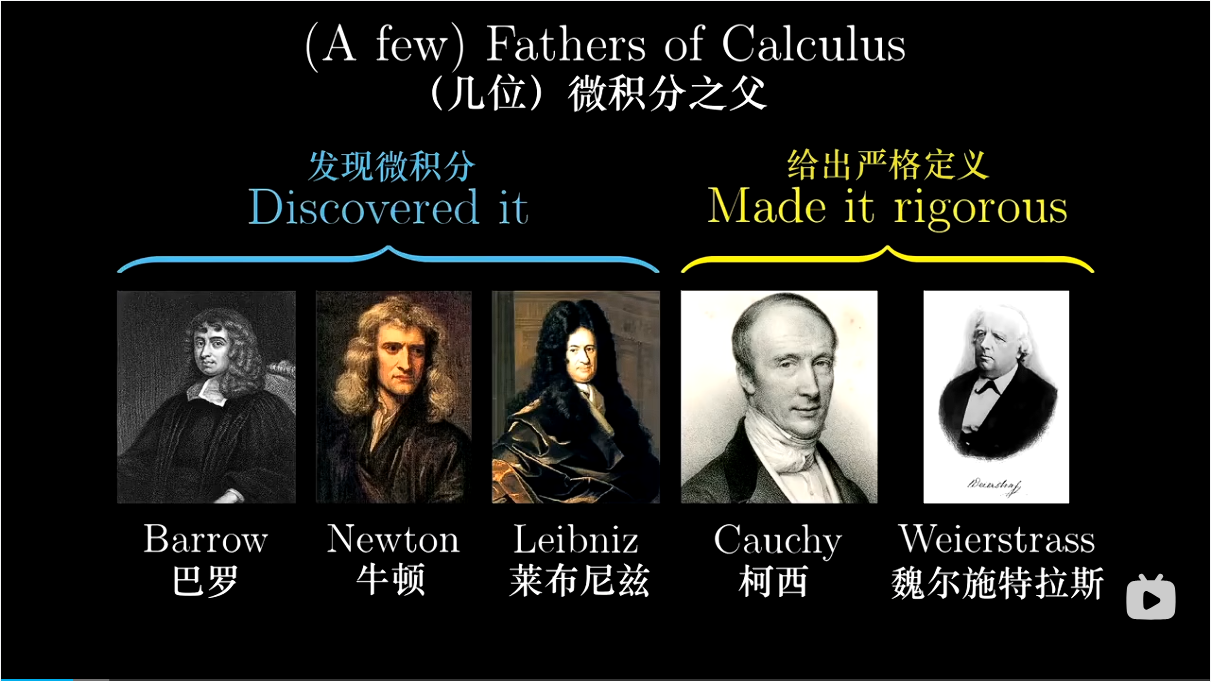 (A few) Fathers of Calculus
（几位）微积分之父
发现微积分
Discovered it
给出严格定义
Made it rigorous
Barrow
巴罗
Newton
牛顿
Leibniz
莱布尼兹
Cauchy
柯西
Weierstrass
魏尔施特拉斯